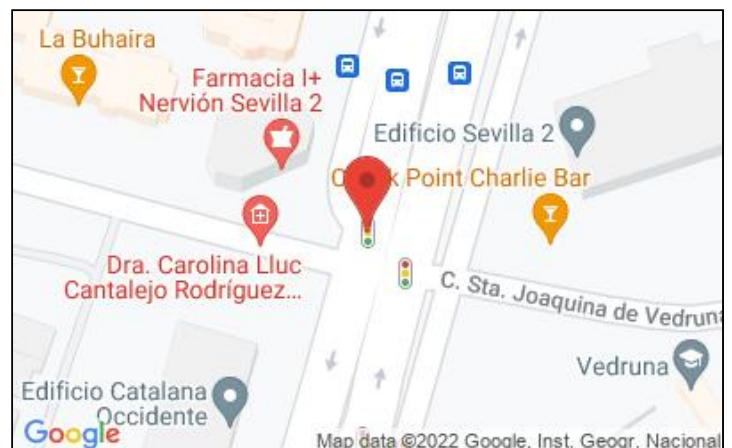 La Buhaira
Farmacia I+
Nervión Sevilla 2
Edificio Sevilla 2
Point Charlie Bar
Dra. Carolina Lluc
Cantalejo Rodríguez...
C. Sta. Joaquina de Vedruna
Vedruna
Edificio Catalana
Occidente
Google
Map data ©2022 Google, Inst. Geogr. Nacional